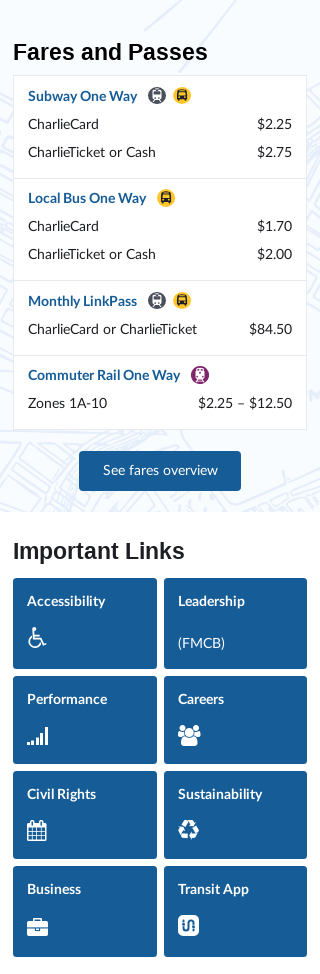 Fares and Passes
Subway One Way
CharlieCard $2.25
CharlieTicket or Cash $2.75
Local Bus One Way
CharlieCard $1.70
CharlieTicket or Cash $2.00
Monthly LinkPass
CharlieCard or CharlieTicket $84.50
Commuter Rail One Way
Zones 1A-10 $2.25 – $12.50
See fares overview
Important Links
Accessibility
Leadership
(FMCB)
Performance
Careers
Civil Rights
Sustainability
Business
Transit App